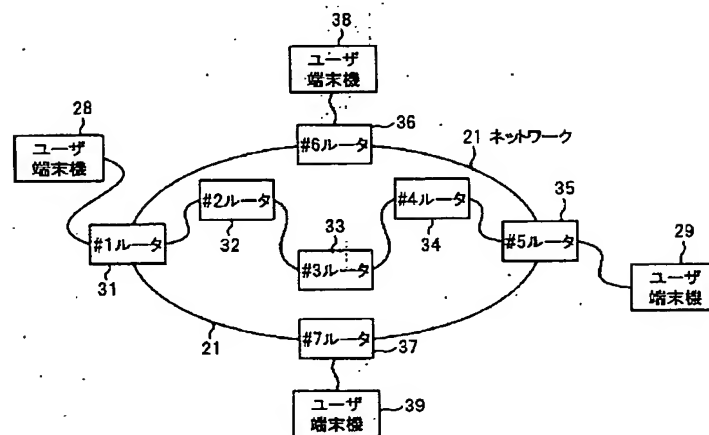 38
ユーザ
端末機
28
ユーザ
端末機
36
#6ルータ
21 ネットワーク
#2ルータ
32
#4ルータ
34
35
33
#1ルータ
31
#3ルータ
#5ルータ
29
ユーザ
端末機
21
#7ルータ
37
ユーザ
端末機
39